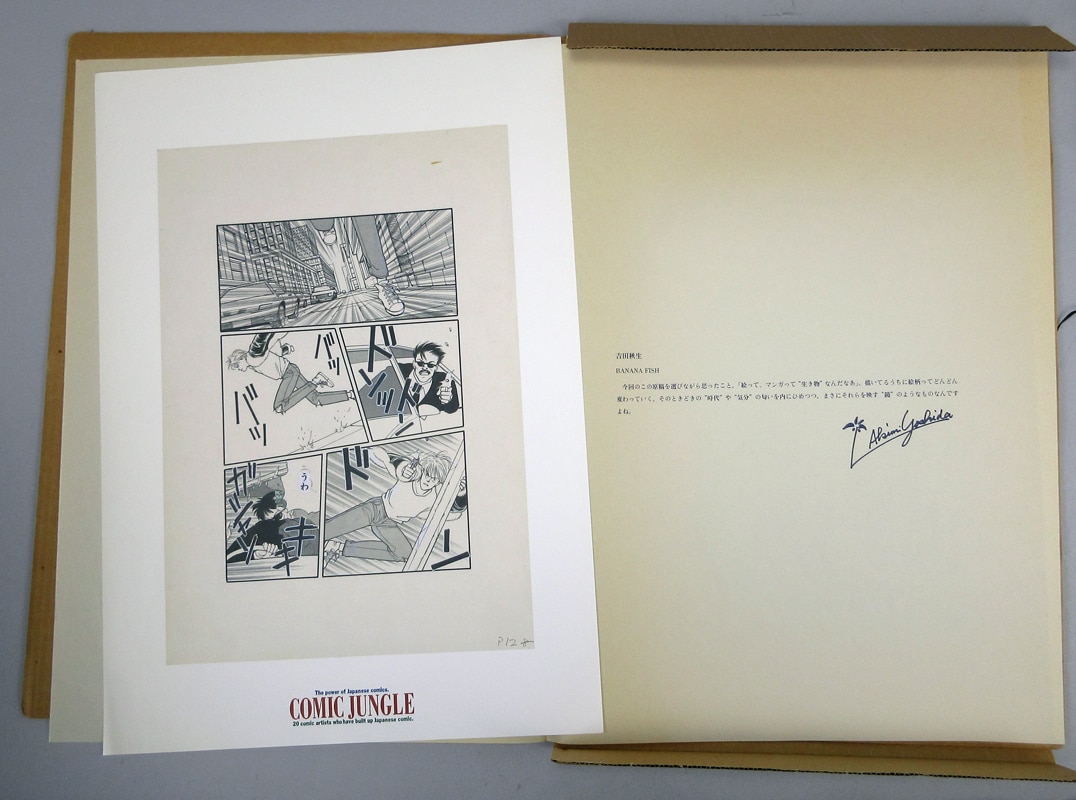 バッ
バッ
ドンッ
ガシャン
こうわ
キキ
ドン
P12
The power of Japanese comics.
COMIC JUNGLE
20 comic artists who have built up Japanese comic.
吉田秋生
BANANA FISH
今回のこの原稿を選びながら思ったこと。「絵って、マンガって“生き物”なんだなあ」。描いてるうちに絵柄ってどんどん
変わっていく。そのときどきの“時代”や“気分”の匂いを内にひめつつ、まさにそれらを映す“鏡”のようなものなんです
よね。
Akimi Yoshida